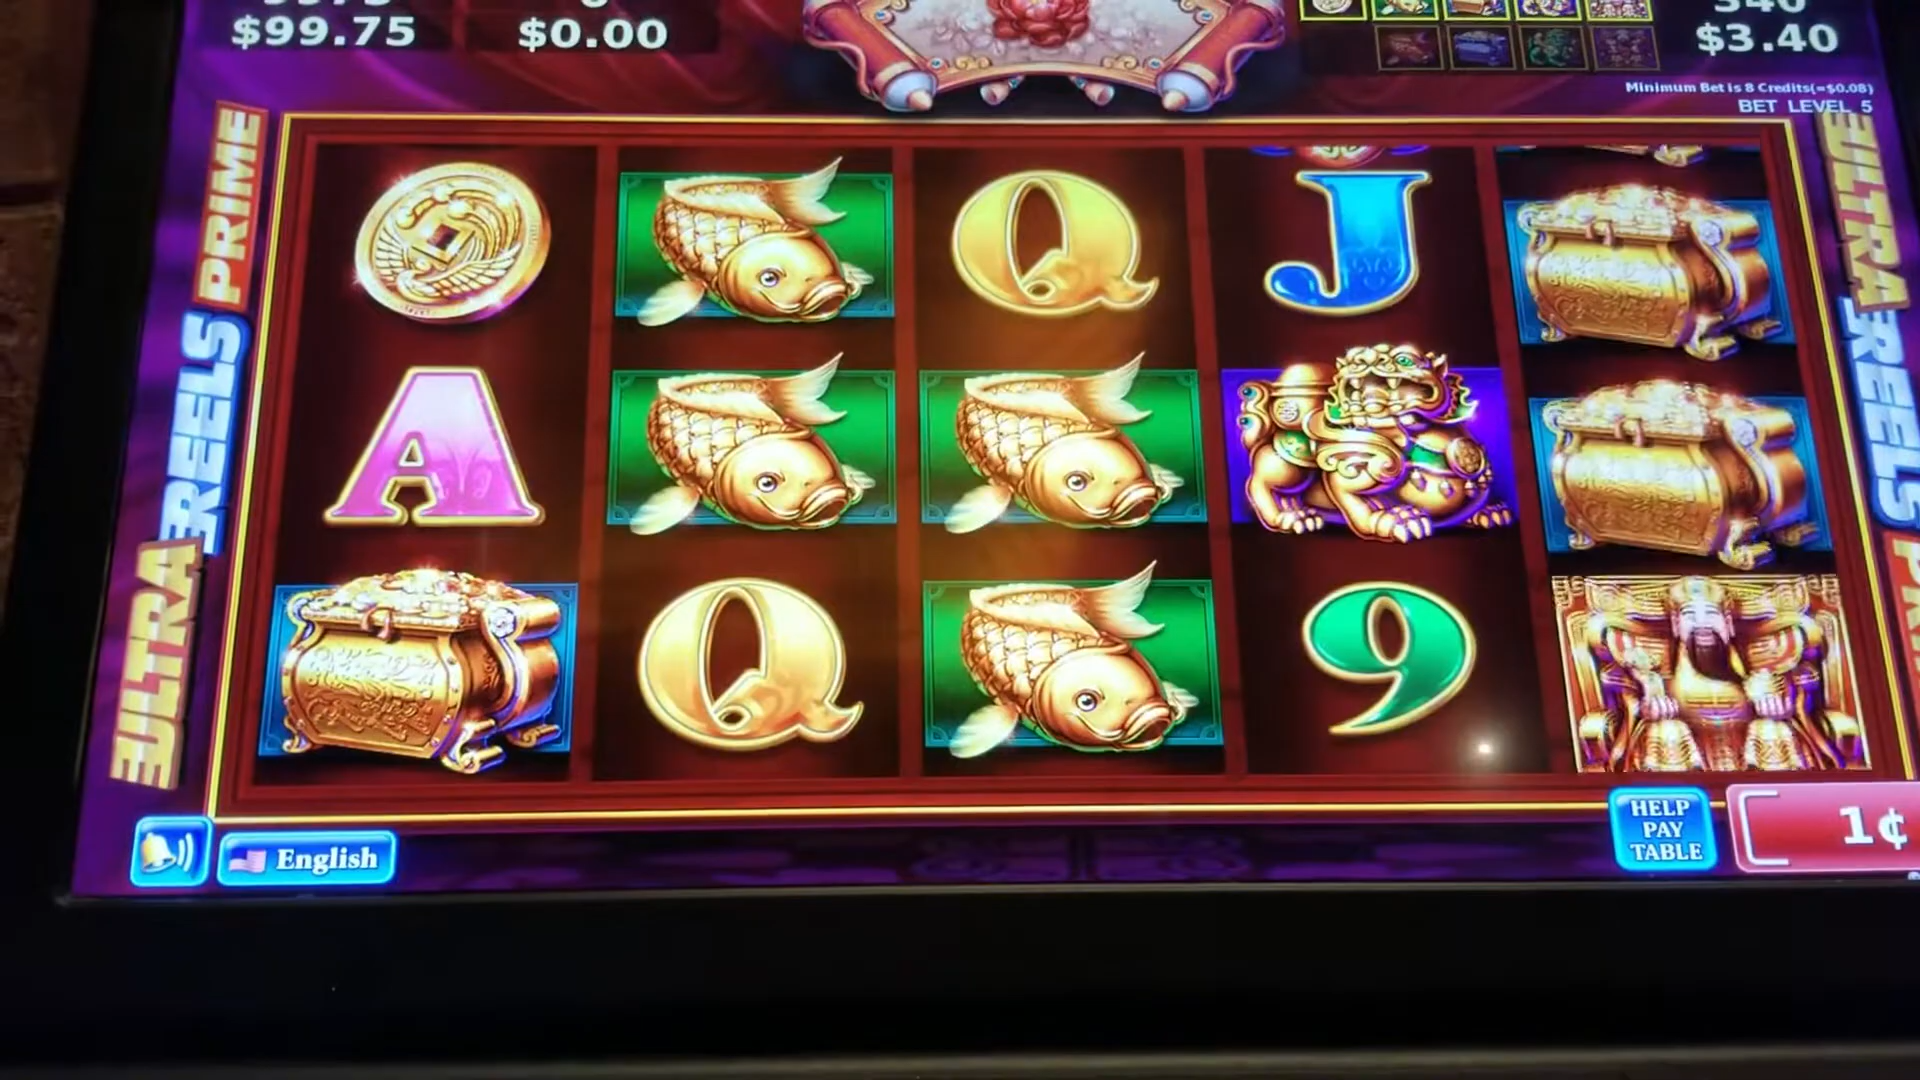 $99.75
$0.00
340
$3.40
Minimum Bet is 8 Credits(=$0.08)
BET LEVEL 5
ULTRA REELS PRIME
ULTRA REELS
Q
J
A
Q
9
English
HELP
PAY
TABLE
1¢